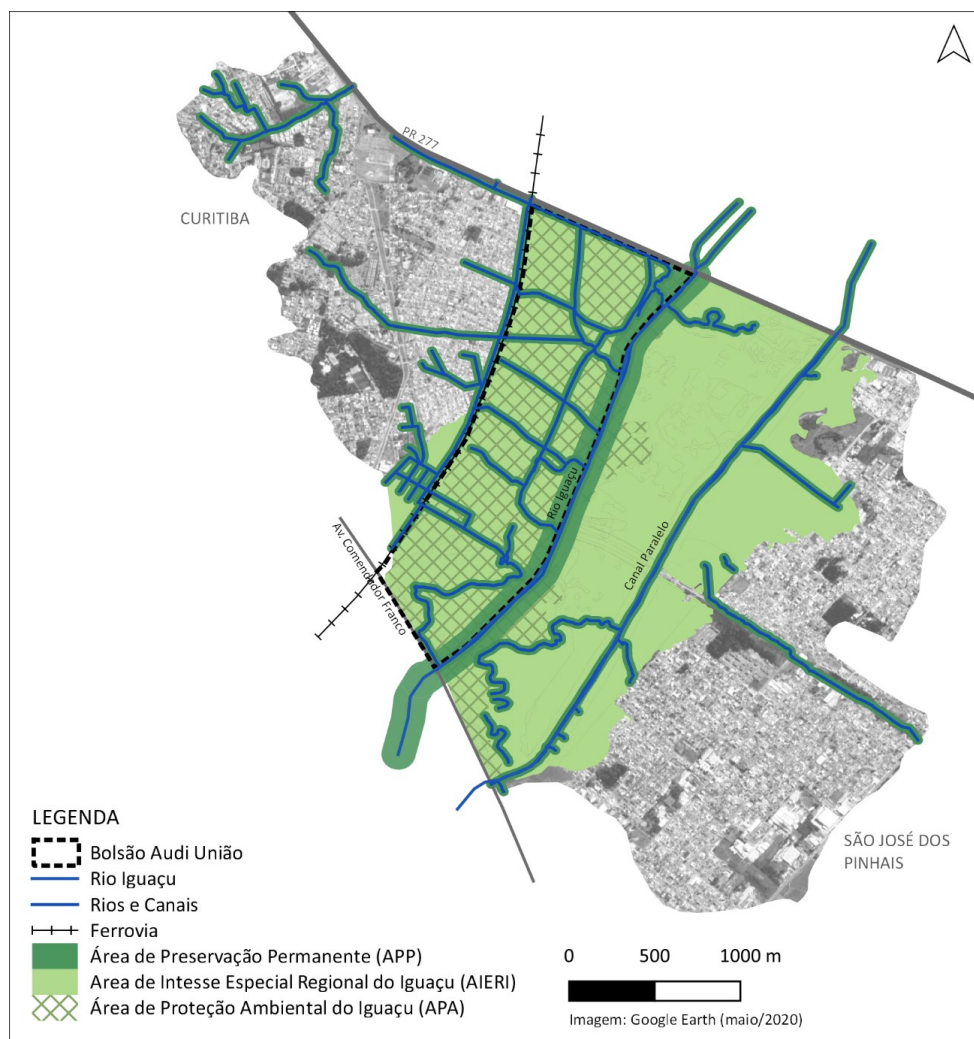 PR 277
CURITIBA
Rio Iguaçu
Canal Paralelo
Av. Comendador Franco
SÃO JOSÉ DOS
PINHAIS
LEGENDA
Bolsão Audi União
Rio Iguaçu
Rios e Canais
Ferrovia
Área de Preservação Permanente (APP)
Area de Intesse Especial Regional do Iguaçu (AIERI)
Área de Proteção Ambiental do Iguaçu (APA)
0 500 1000 m
Imagem: Google Earth (maio/2020)